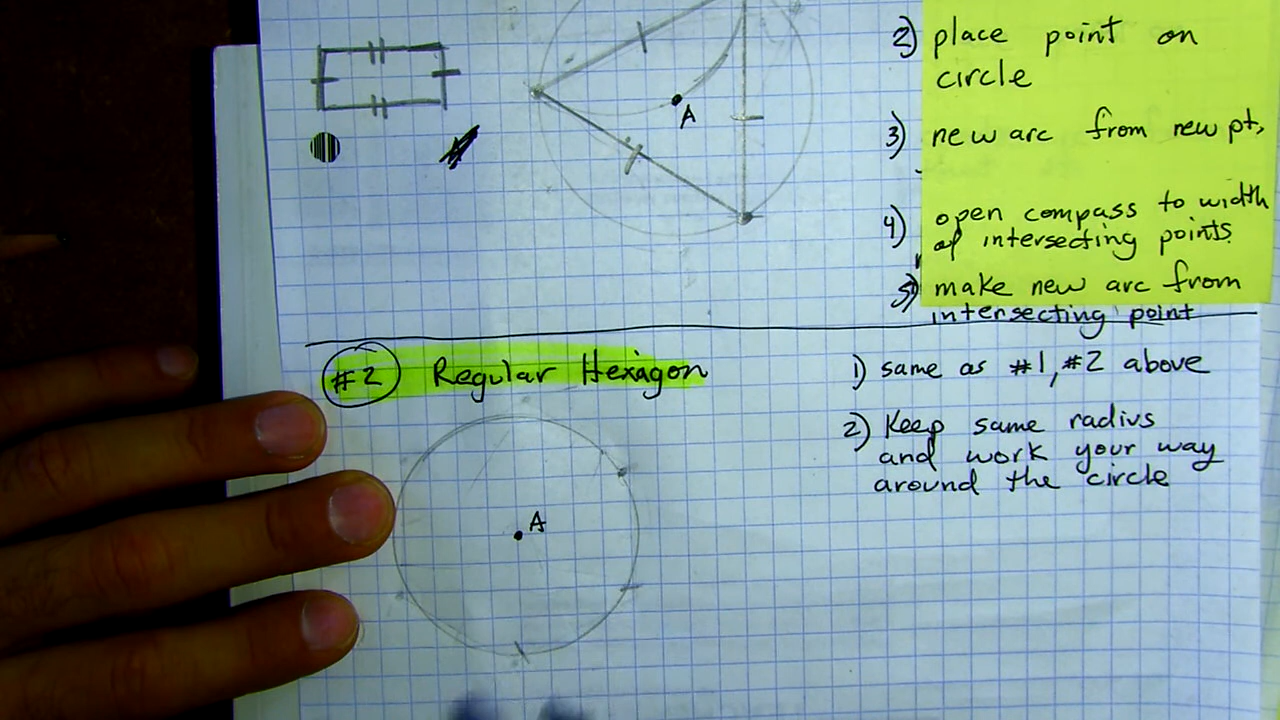 2) place point on
circle
A
3) new arc from new pt,
4) open compass to width
of intersecting points
5) make new arc from
intersecting point
#2 Regular Hexagon
1) same as #1, #2 above
2) Keep same radius
and work your way
around the circle
A